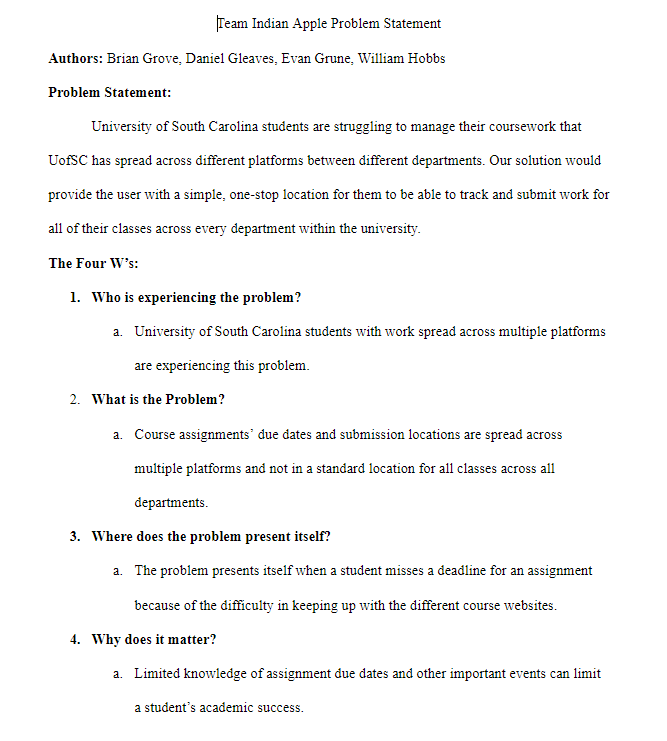 Team Indian Apple Problem Statement
Authors: Brian Grove, Daniel Gleaves, Evan Grune, William Hobbs
Problem Statement:
University of South Carolina students are struggling to manage their coursework that
UofSC has spread across different platforms between different departments. Our solution would
provide the user with a simple, one-stop location for them to be able to track and submit work for
all of their classes across every department within the university.
The Four W's:
1. Who is experiencing the problem?
a. University of South Carolina students with work spread across multiple platforms
are experiencing this problem.
2. What is the Problem?
a. Course assignments' due dates and submission locations are spread across
multiple platforms and not in a standard location for all classes across all
departments.
3. Where does the problem present itself?
a. The problem presents itself when a student misses a deadline for an assignment
because of the difficulty in keeping up with the different course websites.
4. Why does it matter?
a. Limited knowledge of assignment due dates and other important events can limit
a student's academic success.